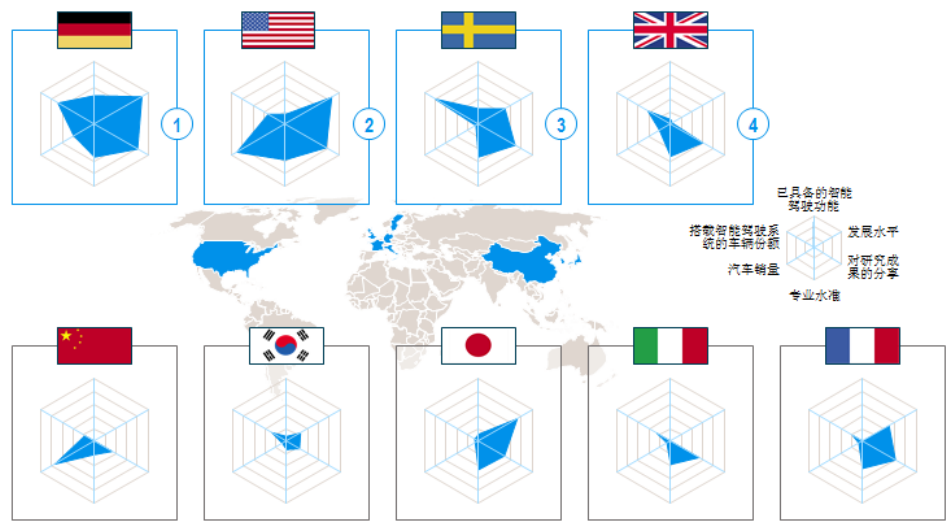 1
2
3
4
已具备的智能
驾驶功能
搭载智能驾驶系
统的车辆份额
发展水平
汽车销量
对研究成
果的分享
专业水准